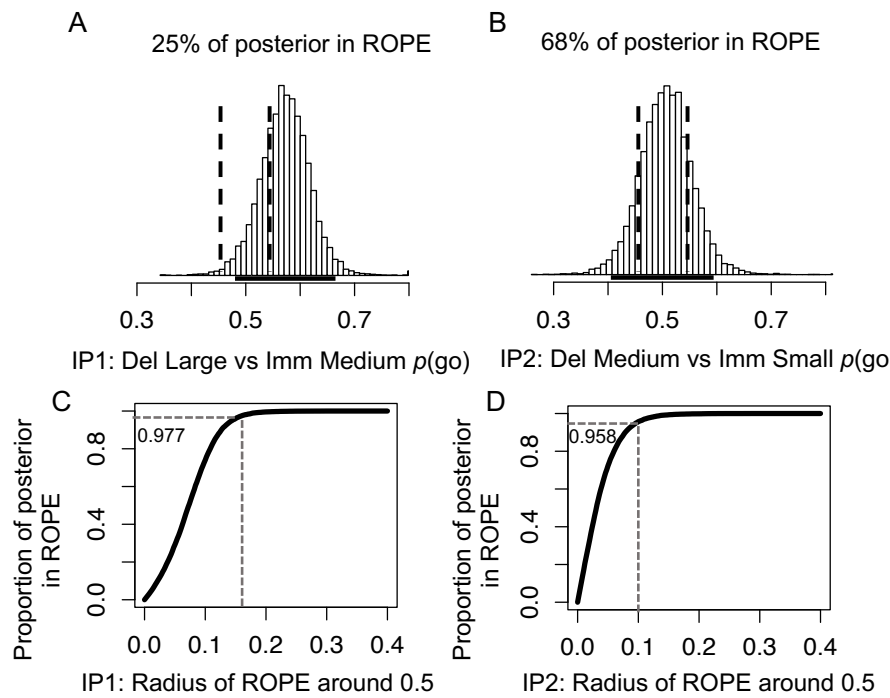 A
25% of posterior in ROPE
0.3 0.5 0.7
IP1: Del Large vs Imm Medium p(go)
B
68% of posterior in ROPE
0.3 0.5 0.7
IP2: Del Medium vs Imm Small p(go
C
Proportion of posterior
in ROPE
0.8
0.4
0.0
0.977
0.0 0.1 0.2 0.3 0.4
IP1: Radius of ROPE around 0.5
D
Proportion of posterior
in ROPE
0.8
0.4
0.0
0.958
0.0 0.1 0.2 0.3 0.4
IP2: Radius of ROPE around 0.5